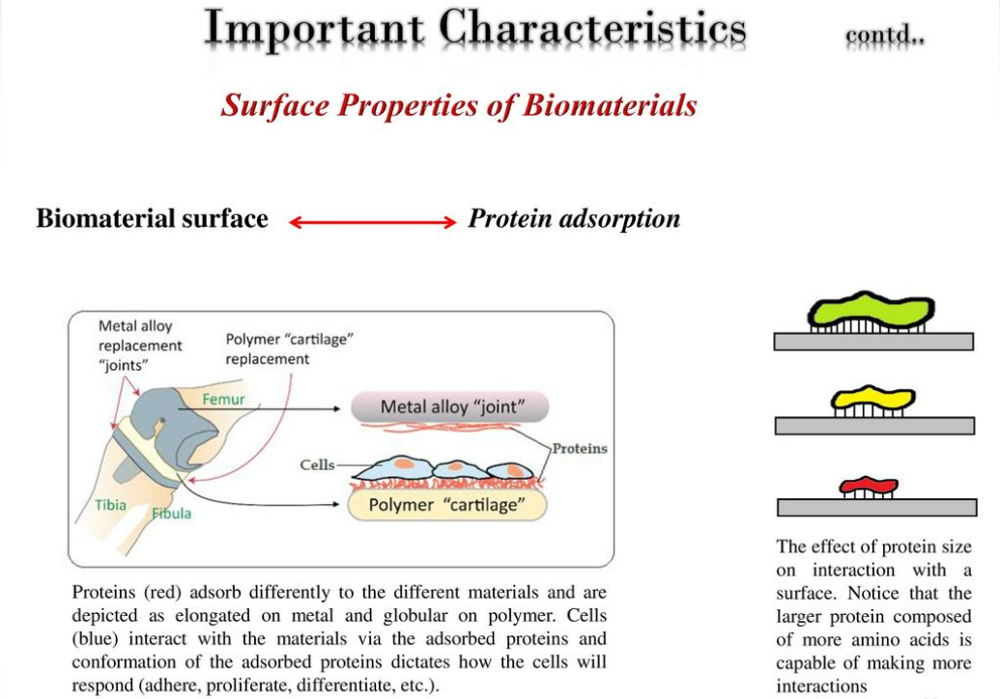 Important Characteristics contd..
Surface Properties of Biomaterials
Biomaterial surface Protein adsorption
Metal alloy
replacement
"joints"
Polymer "cartilage"
replacement
Femur
Metal alloy "joint"
Proteins
Cells
Polymer "cartilage"
Tibia
Fibula
Proteins (red) adsorb differently to the different materials and are
depicted as elongated on metal and globular on polymer. Cells
(blue) interact with the materials via the adsorbed proteins and
conformation of the adsorbed proteins dictates how the cells will
respond (adhere, proliferate, differentiate, etc.).
The effect of protein size
on interaction with a
surface. Notice that the
larger protein composed
of more amino acids is
capable of making more
interactions